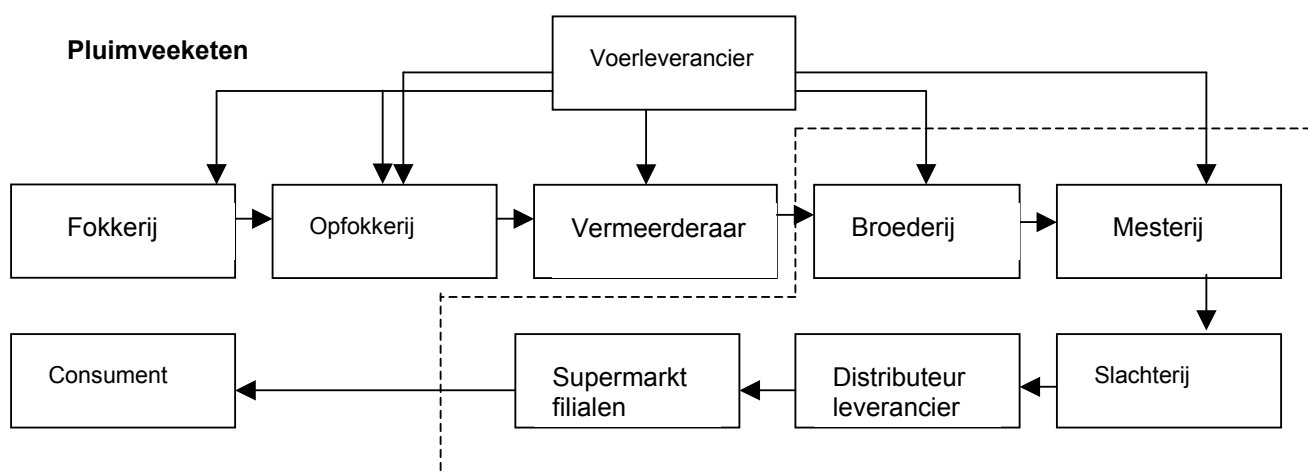 Pluimveeketen
Voerleverancier
Fokkerij
Opfokkerij
Vermeerderaar
Broederij
Mesterij
Consument
Supermarkt
filialen
Distributeur
leverancier
Slachterij